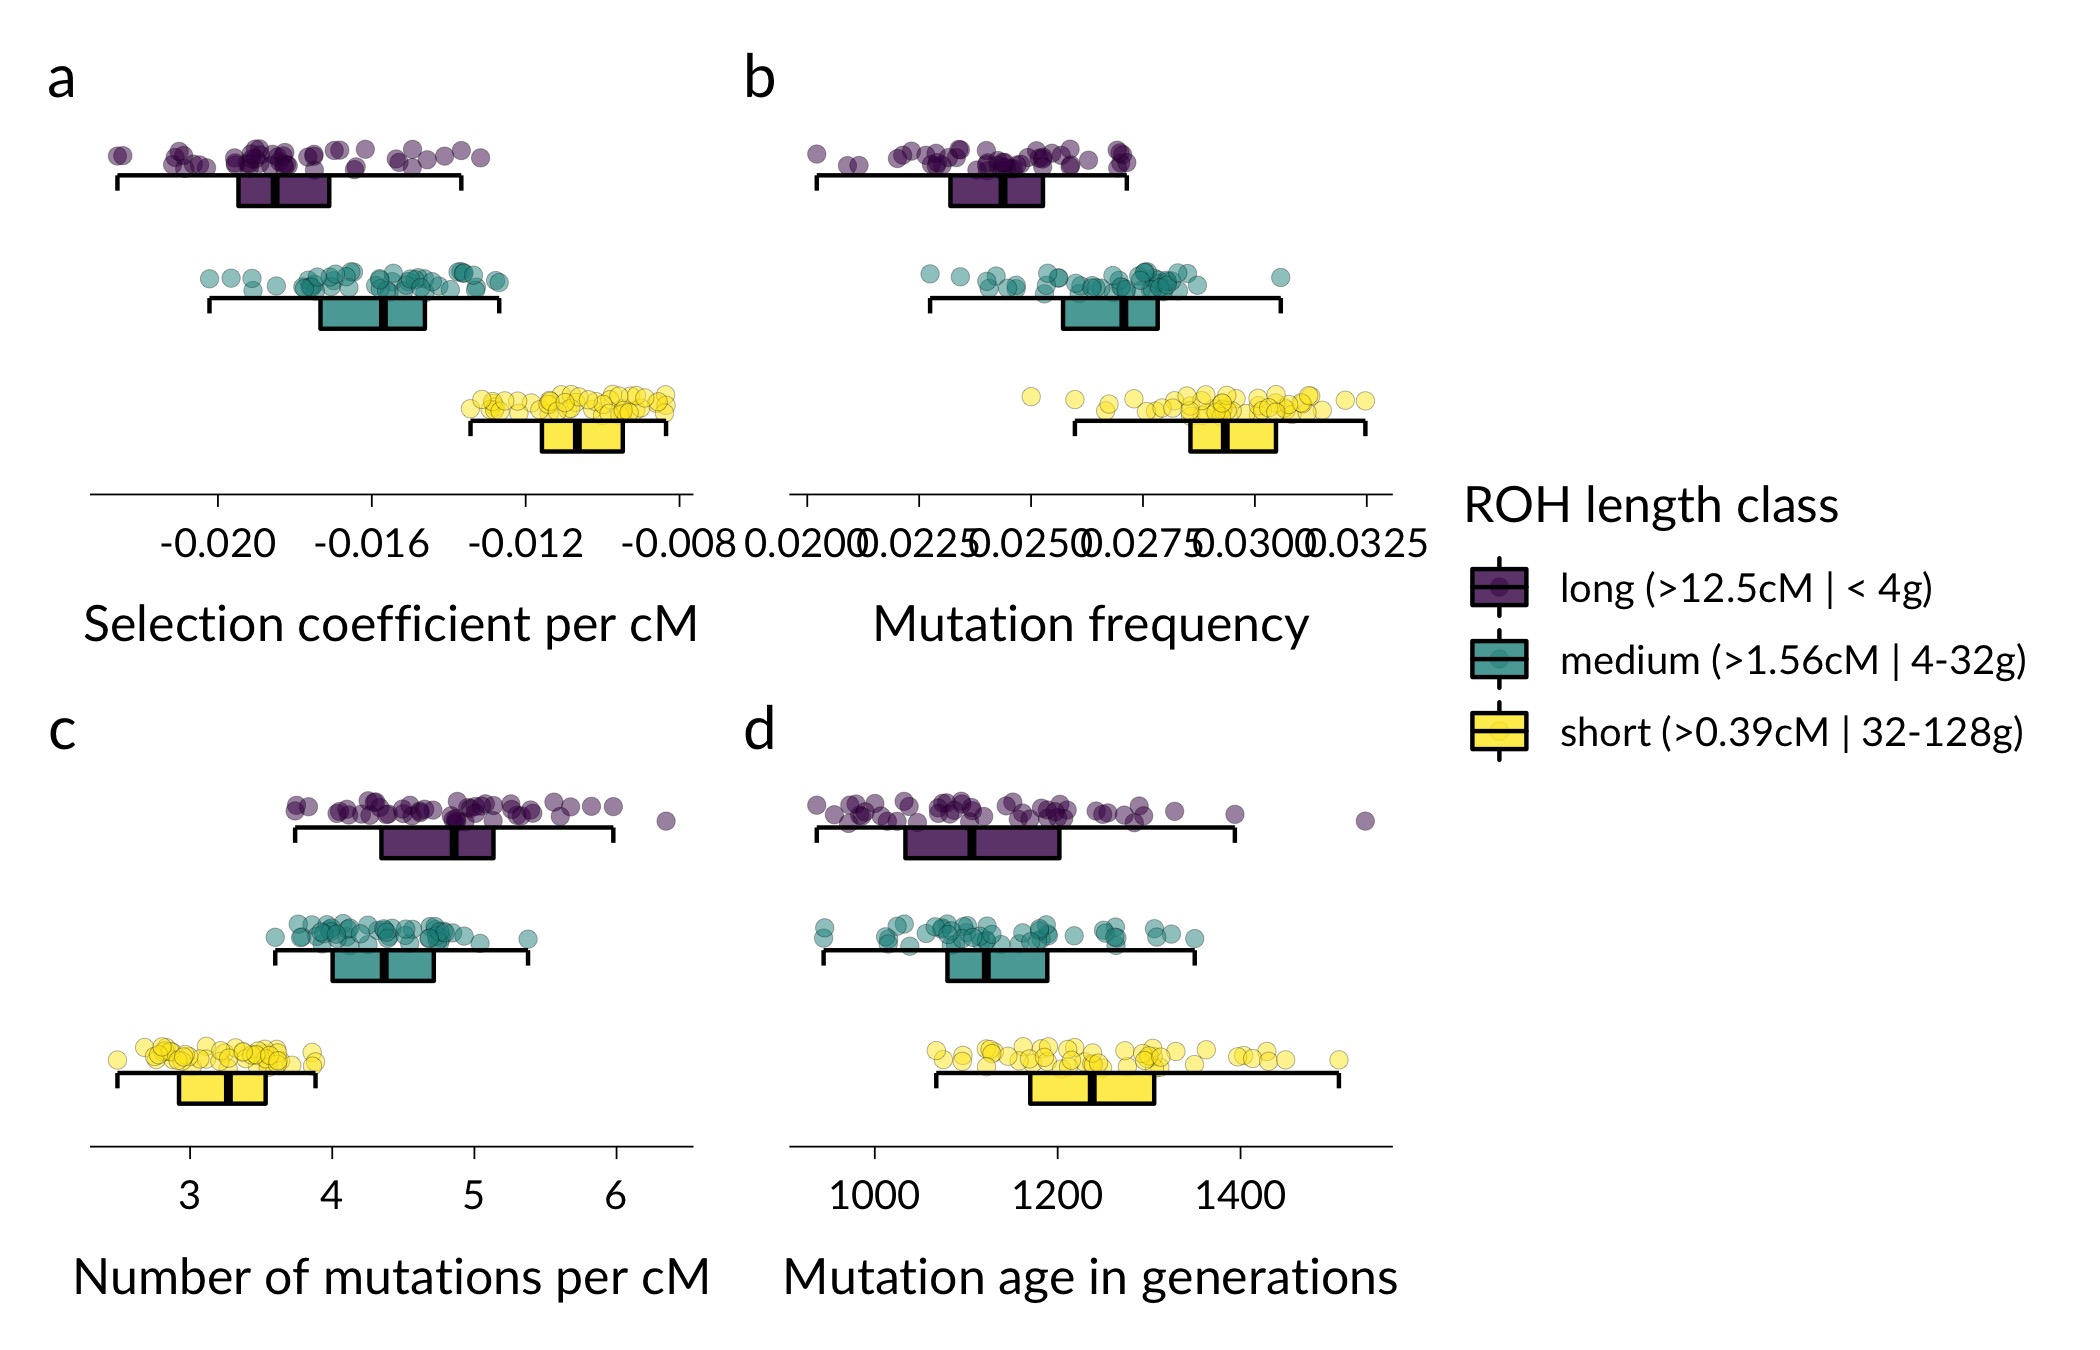 a
b
-0.020 -0.016 -0.012 -0.008
0.0200 0.0225 0.0250 0.0275 0.0300 0.0325
Selection coefficient per cM
Mutation frequency
ROH length class
long (>12.5cM | < 4g)
medium (>1.56cM | 4-32g)
short (>0.39cM | 32-128g)
c
d
3 4 5 6
1000 1200 1400
Number of mutations per cM
Mutation age in generations